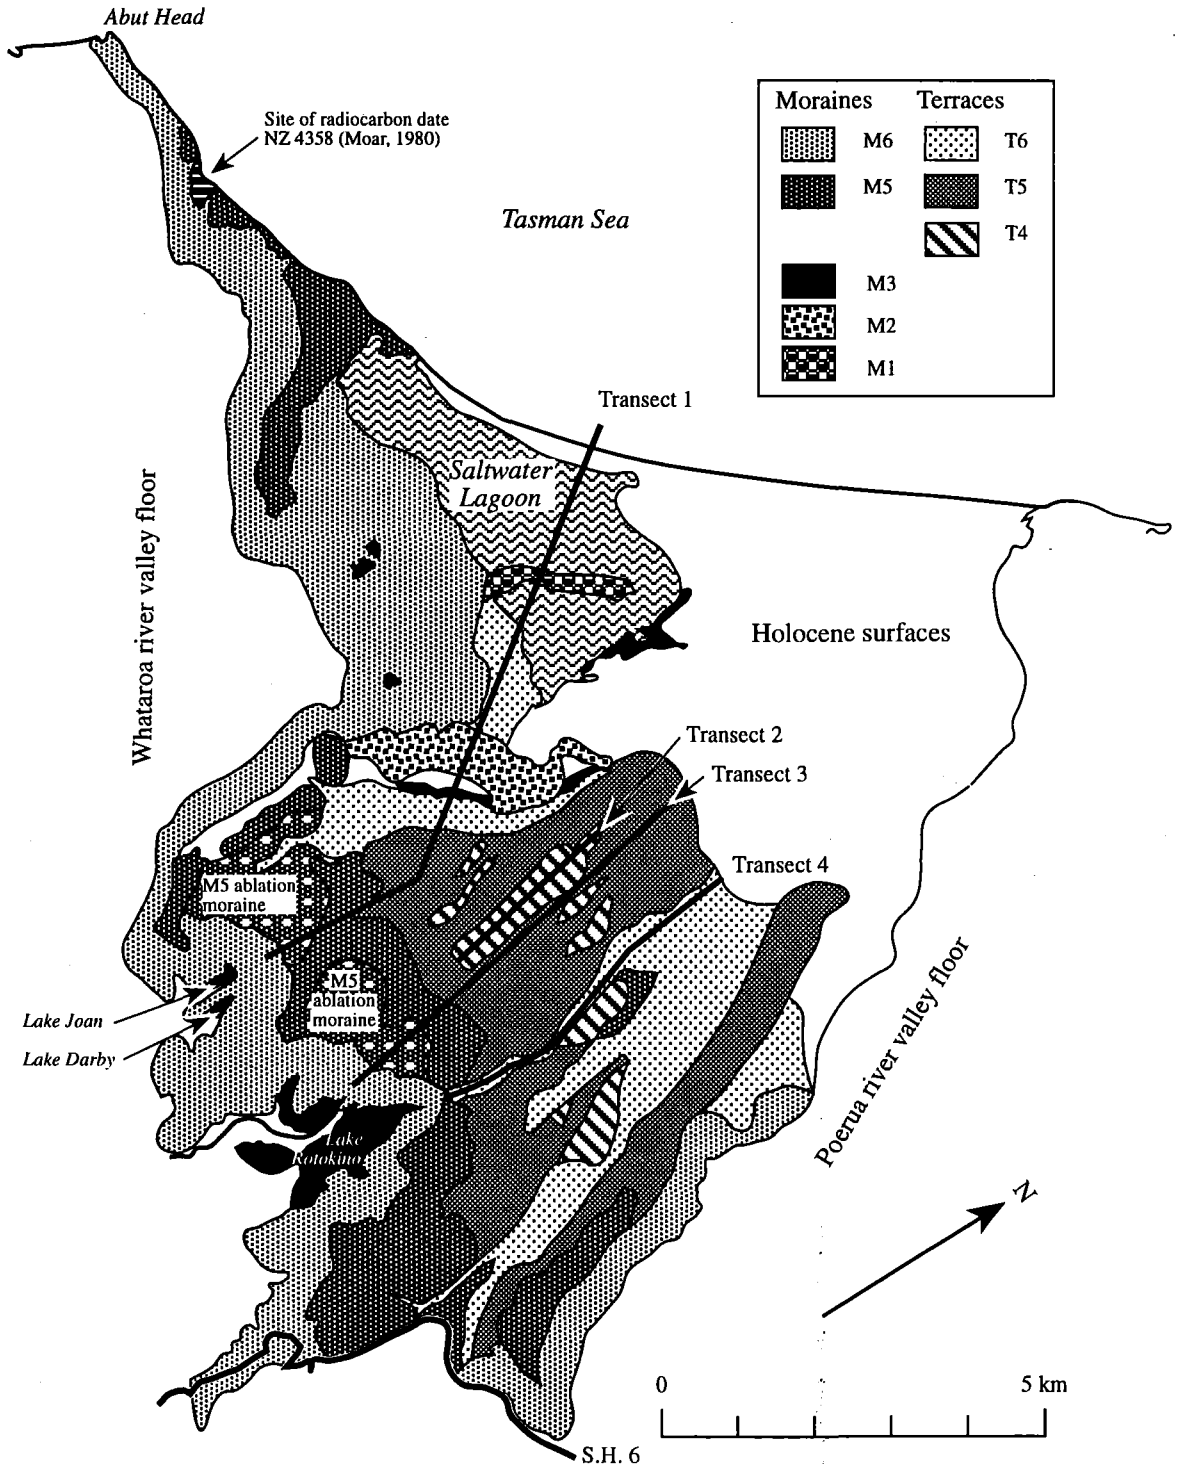 Abut Head
Site of radiocarbon date
NZ 4358 (Moar, 1980)
Moraines Terraces
M6 T6
M5 T5
T4
M3
M2
M1
Tasman Sea
Transect 1
Saltwater
Lagoon
Whataroa river valley floor
Holocene surfaces
Transect 2
Transect 3
Transect 4
M5 ablation
moraine
M5
ablation
moraine
Lake Joan
Lake Darby
Lake
Rotokino
Poerua river valley floor
N
0 5 km
S.H. 6